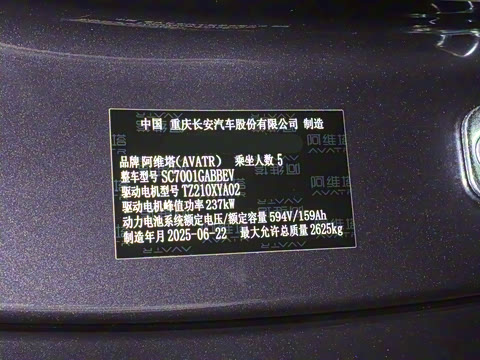 中国 重庆长安汽车股份有限公司 制造
品牌 阿维塔(AVATR) 乘坐人数 5
整车型号 SC7001GABBEV
驱动电机型号 TZ210XYA02
驱动电机峰值功率 237kW
动力电池系统额定电压/额定容量 594V/159Ah
制造年月 2025-06-22 最大允许总质量 2625kg